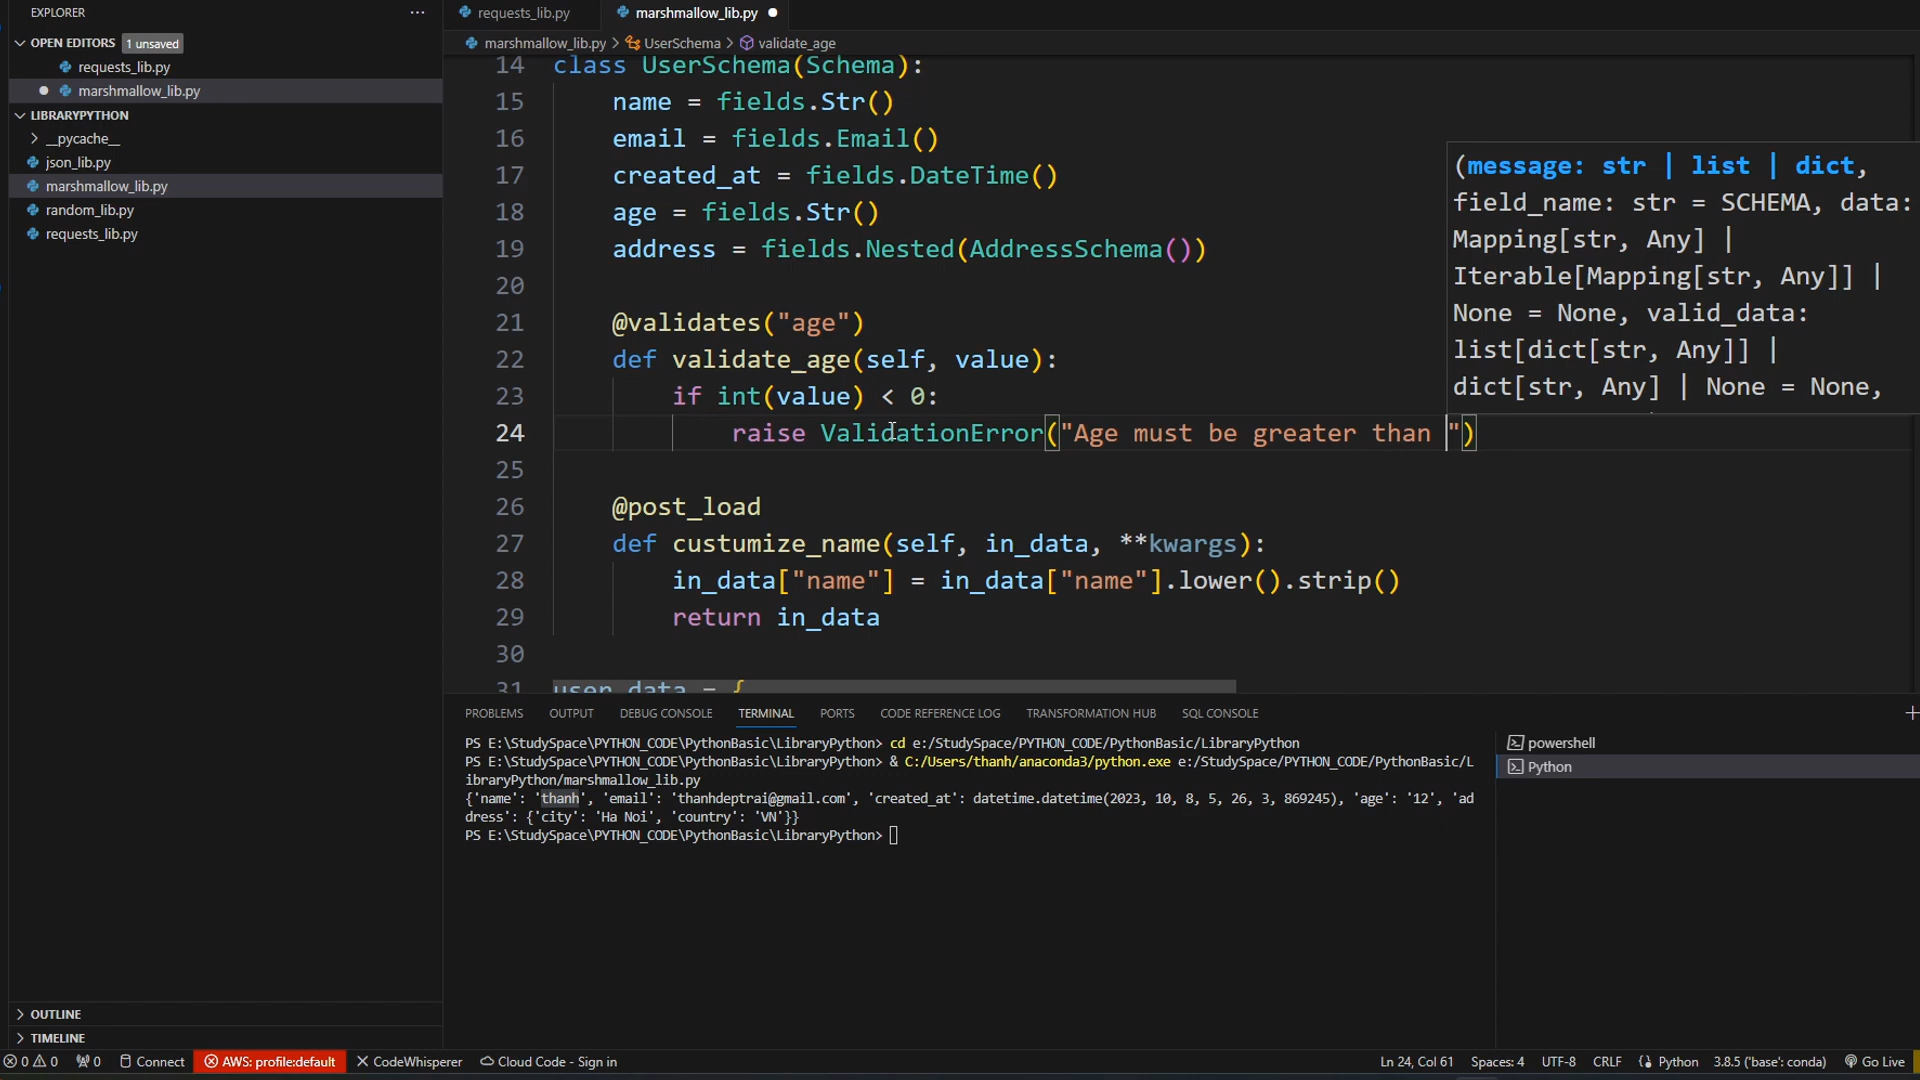 EXPLORER ...
OPEN EDITORS 1 unsaved
requests_lib.py
marshmallow_lib.py
LIBRARYPYTHON
__pycache__
json_lib.py
marshmallow_lib.py
random_lib.py
requests_lib.py
OUTLINE
TIMELINE
requests_lib.py marshmallow_lib.py
marshmallow_lib.py > UserSchema > validate_age
14 class UserSchema(Schema):
15 name = fields.Str()
16 email = fields.Email()
17 created_at = fields.DateTime()
18 age = fields.Str()
19 address = fields.Nested(AddressSchema())
20
21 @validates("age")
22 def validate_age(self, value):
23 if int(value) < 0:
24 raise ValidationError("Age must be greater than ")
25
26 @post_load
27 def custumize_name(self, in_data, **kwargs):
28 in_data["name"] = in_data["name"].lower().strip()
29 return in_data
30
31 user_data = {
(message: str | list | dict,
field_name: str = SCHEMA, data:
Mapping[str, Any] |
Iterable[Mapping[str, Any]] |
None = None, valid_data:
list[dict[str, Any]] |
dict[str, Any] | None = None,
PROBLEMS OUTPUT DEBUG CONSOLE TERMINAL PORTS CODE REFERENCE LOG TRANSFORMATION HUB SQL CONSOLE
PS E:\StudySpace\PYTHON_CODE\PythonBasic\LibraryPython> cd e:/StudySpace/PYTHON_CODE/PythonBasic/LibraryPython
PS E:\StudySpace\PYTHON_CODE\PythonBasic\LibraryPython> & C:/Users/thanh/anaconda3/python.exe e:/StudySpace/PYTHON_CODE/PythonBasic/L
ibraryPython/marshmallow_lib.py
{'name': 'thanh', 'email': 'thanhdeptrai@gmail.com', 'created_at': datetime.datetime(2023, 10, 8, 5, 26, 3, 869245), 'age': '12', 'ad
dress': {'city': 'Ha Noi', 'country': 'VN'}}
PS E:\StudySpace\PYTHON_CODE\PythonBasic\LibraryPython>
powershell
Python
0 0 0 Connect AWS: profile:default CodeWhisperer Cloud Code - Sign in Ln 24, Col 61 Spaces: 4 UTF-8 CRLF Python 3.8.5 ('base': conda) Go Live